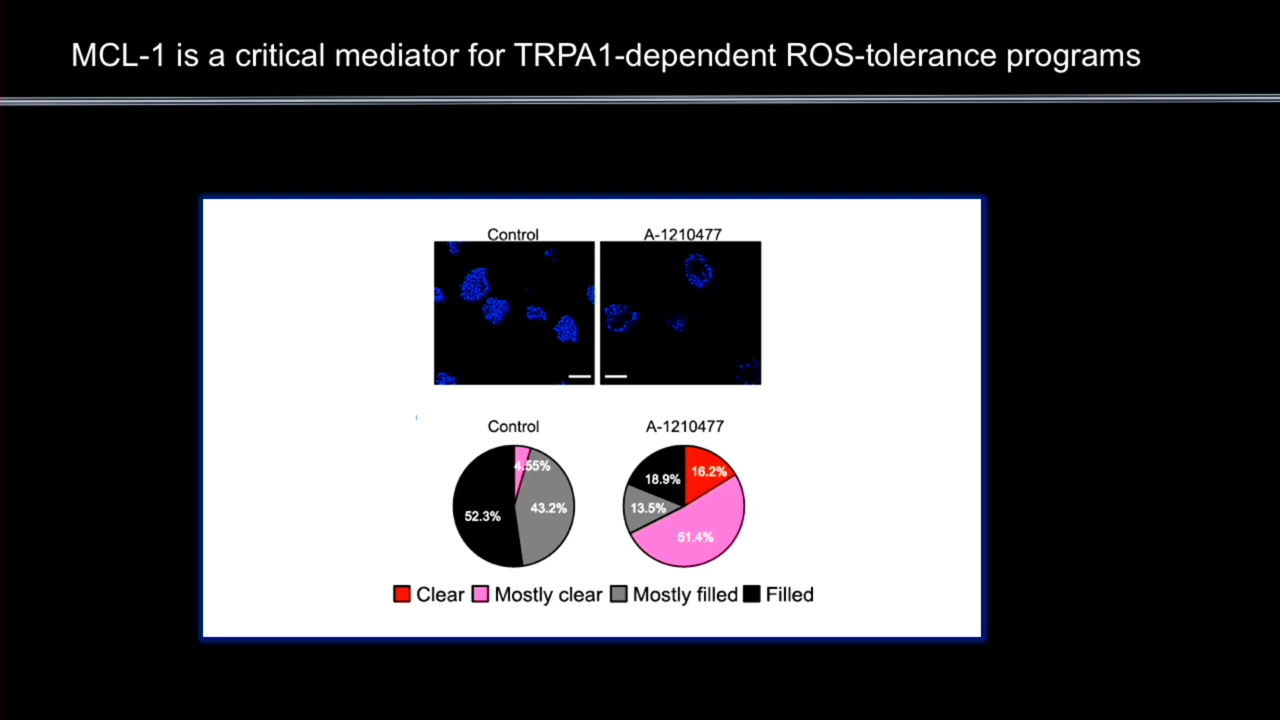 MCL-1 is a critical mediator for TRPA1-dependent ROS-tolerance programs
Control A-1210477
Control A-1210477
4.55% 43.2% 52.3%
16.2% 51.4% 13.5% 18.9%
Clear Mostly clear Mostly filled Filled